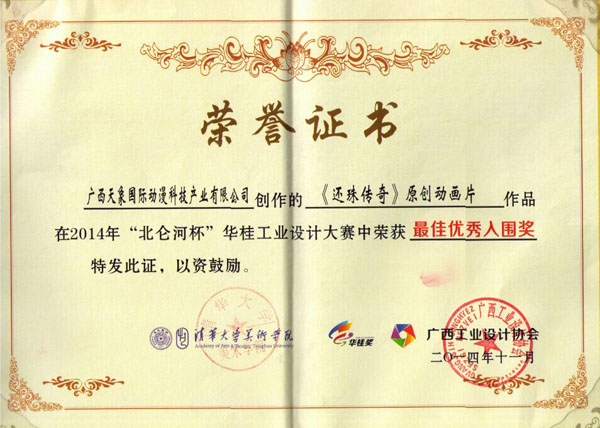 荣誉证书
广西天象国际动漫科技产业有限公司创作的《还珠传奇》原创动画片 作品
在2014年“北仑河杯”华桂工业设计大赛中荣获 最佳优秀入围奖
特发此证，以资鼓励。
清华大学美术学院 华桂奖 广西工业设计协会
Academy of Arts & Design, Tsinghua University
二〇一四年十一月